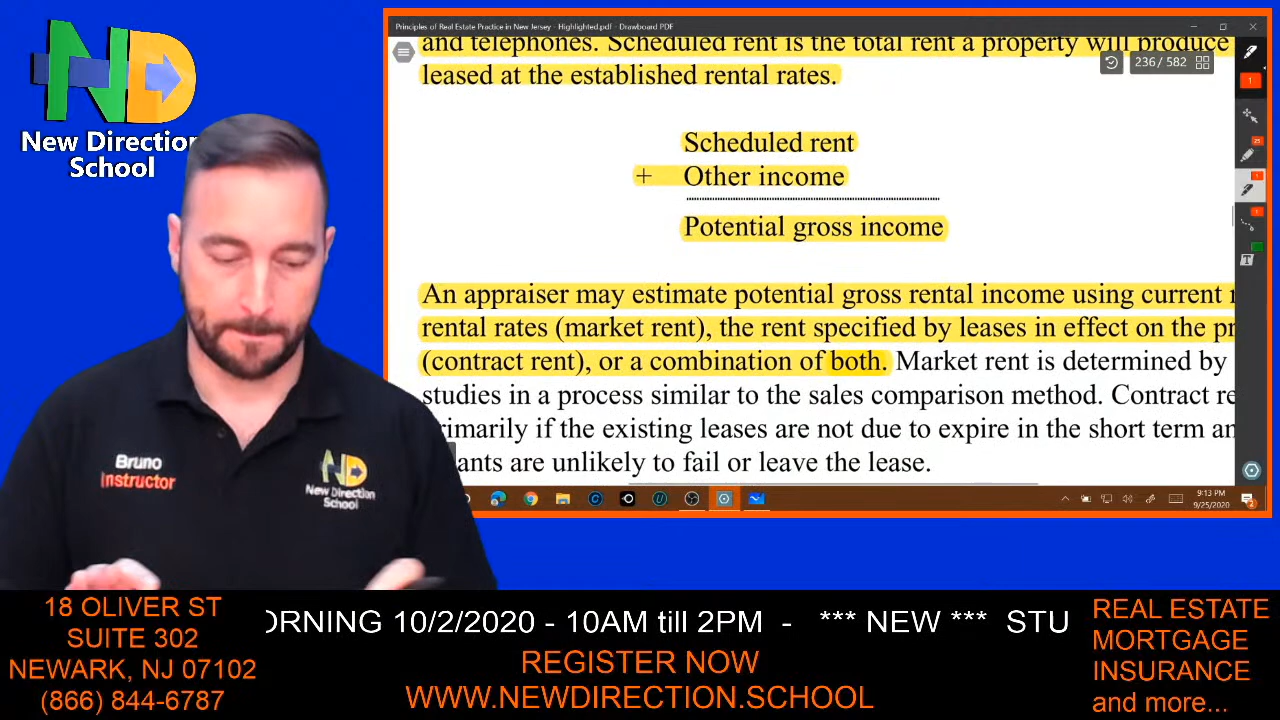 New Direction
School
Principles of Real Estate Practice in New Jersey - Highlighted.pdf - Drawboard PDF
and telephones. Scheduled rent is the total rent a property will produce
leased at the established rental rates.
236 / 582
Scheduled rent
+ Other income
Potential gross income
An appraiser may estimate potential gross rental income using current
rental rates (market rent), the rent specified by leases in effect on the
(contract rent), or a combination of both. Market rent is determined by
studies in a process similar to the sales comparison method. Contract
primarily if the existing leases are not due to expire in the short term
are unlikely to fail or leave the lease.
9:13 PM
9/25/2020
Bruno
Instructor
ND
New Direction
School
18 OLIVER ST
SUITE 302
NEWARK, NJ 07102
(866) 844-6787
ORNING 10/2/2020 - 10AM till 2PM - *** NEW *** STU
REGISTER NOW
WWW.NEWDIRECTION.SCHOOL
REAL ESTATE
MORTGAGE
INSURANCE
and more...